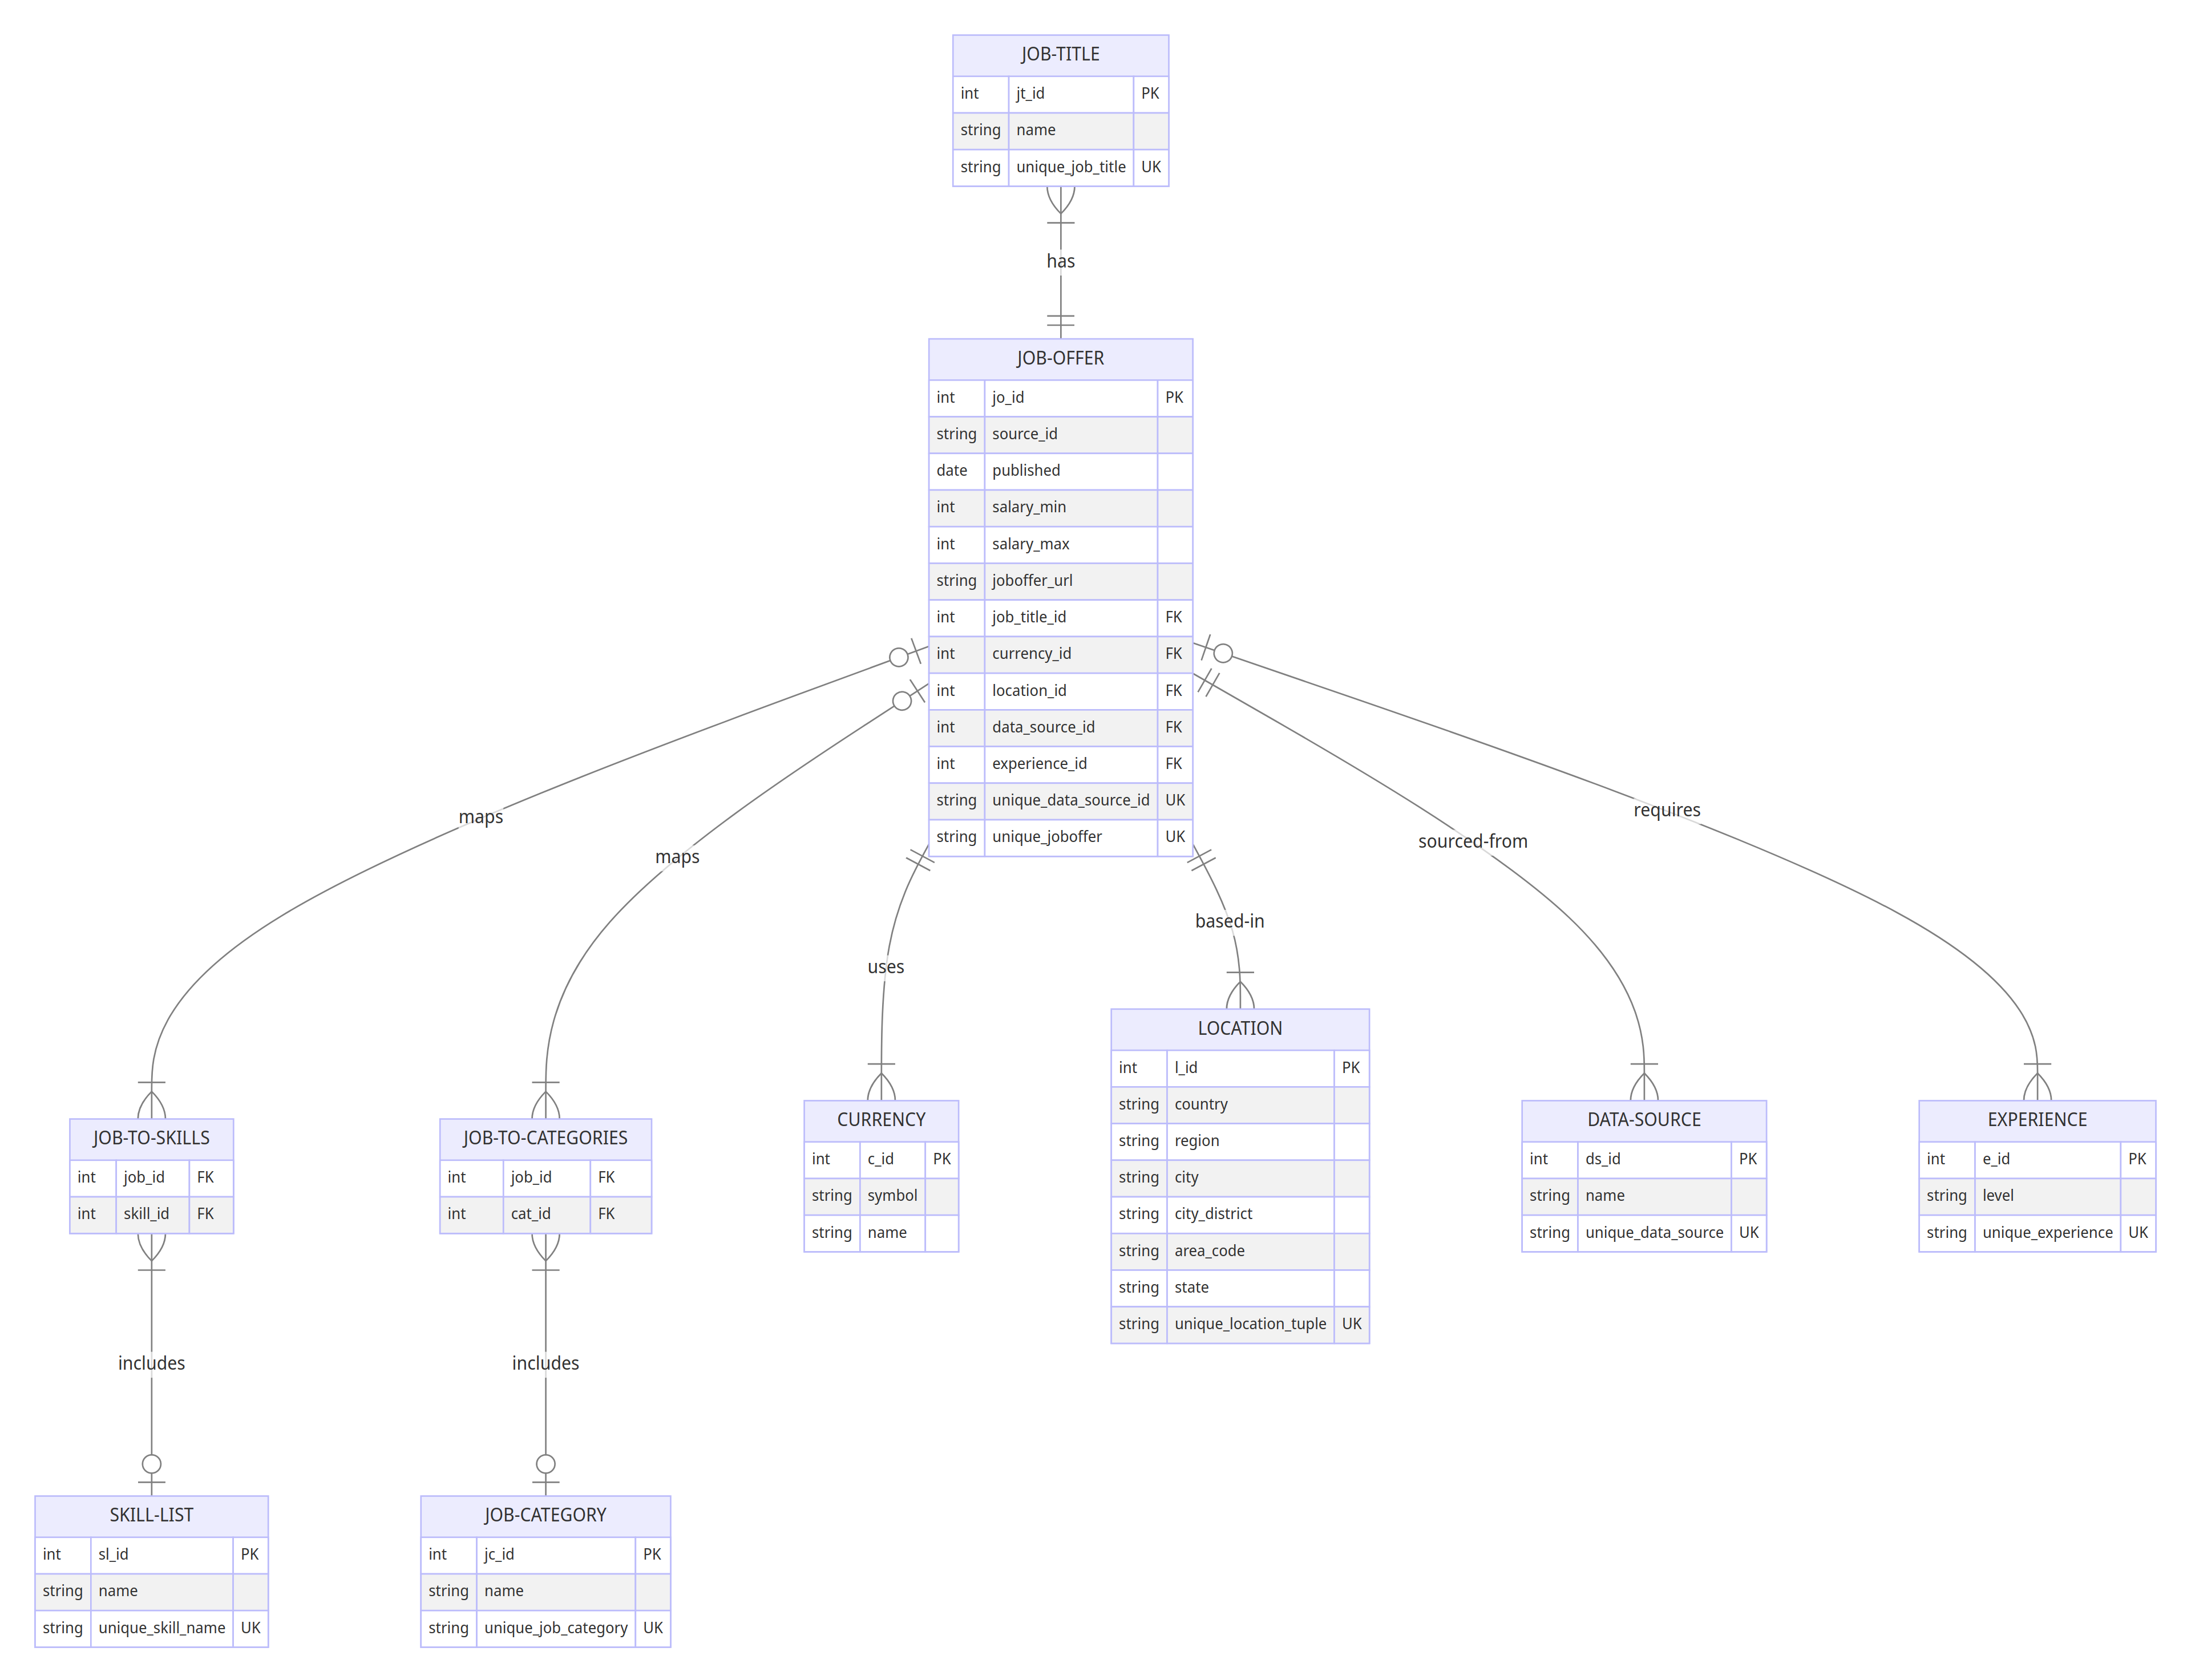 JOB-TITLE
int jt_id PK
string name
string unique_job_title UK
has
JOB-OFFER
int jo_id PK
string source_id
date published
int salary_min
int salary_max
string joboffer_url
int job_title_id FK
int currency_id FK
int location_id FK
int data_source_id FK
int experience_id FK
string unique_data_source_id UK
string unique_joboffer UK
maps
maps
uses
based-in
sourced-from
requires
JOB-TO-SKILLS
int job_id FK
int skill_id FK
JOB-TO-CATEGORIES
int job_id FK
int cat_id FK
CURRENCY
int c_id PK
string symbol
string name
LOCATION
int l_id PK
string country
string region
string city
string city_district
string area_code
string state
string unique_location_tuple UK
DATA-SOURCE
int ds_id PK
string name
string unique_data_source UK
EXPERIENCE
int e_id PK
string level
string unique_experience UK
includes
includes
SKILL-LIST
int sl_id PK
string name
string unique_skill_name UK
JOB-CATEGORY
int jc_id PK
string name
string unique_job_category UK